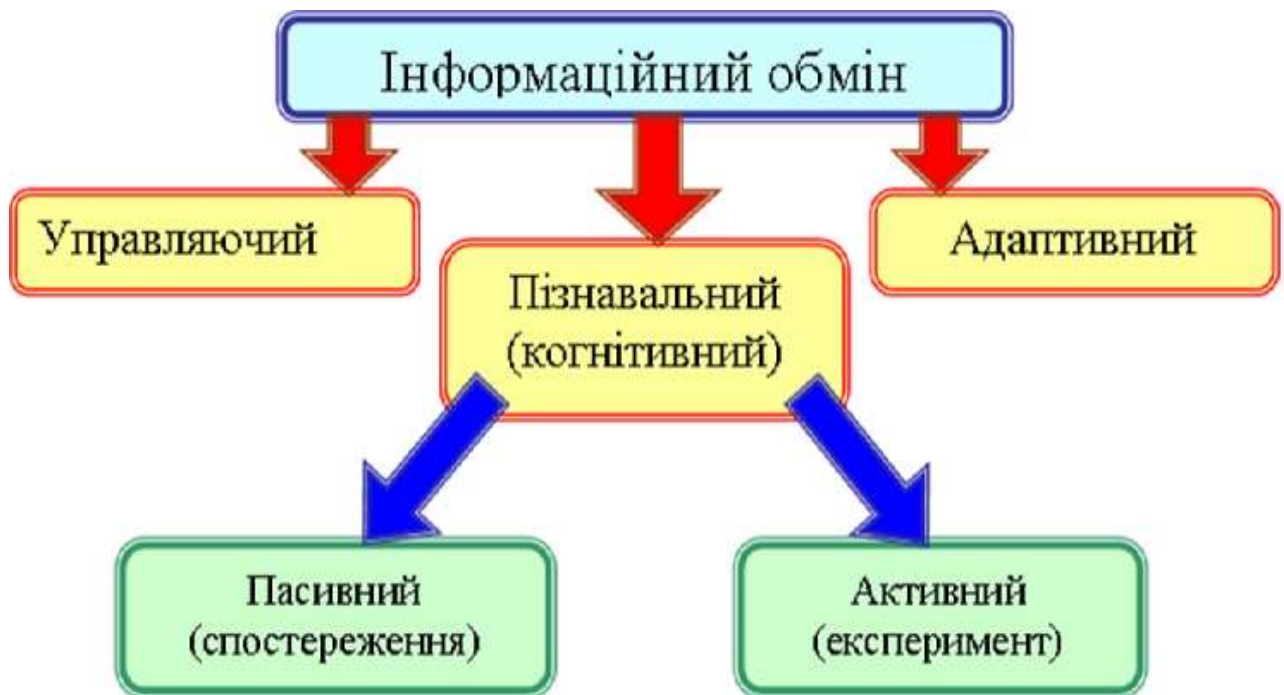 Інформаційний обмін
Управляючий
Адаптивний
Пізнавальний
(когнітивний)
Пасивний
(спостереження)
Активний
(експеримент)